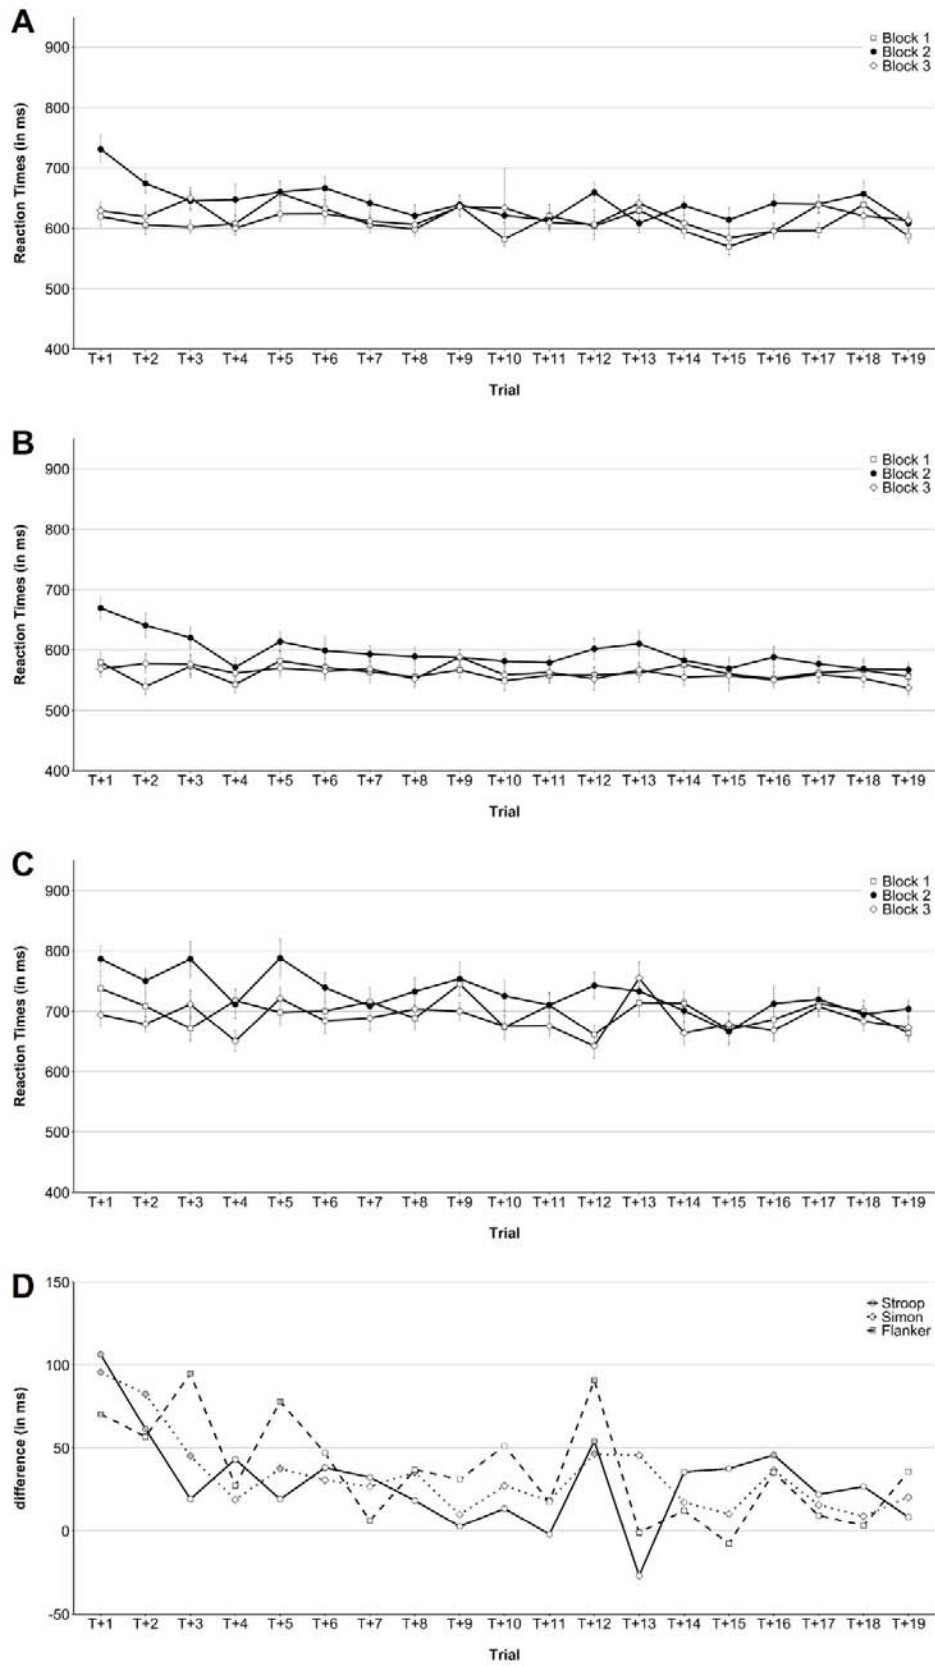 A
Block 1
Block 2
Block 3
Reaction Times (in ms)
900
800
700
600
500
400
T+1 T+2 T+3 T+4 T+5 T+6 T+7 T+8 T+9 T+10 T+11 T+12 T+13 T+14 T+15 T+16 T+17 T+18 T+19
Trial
B
Block 1
Block 2
Block 3
Reaction Times (in ms)
900
800
700
600
500
400
T+1 T+2 T+3 T+4 T+5 T+6 T+7 T+8 T+9 T+10 T+11 T+12 T+13 T+14 T+15 T+16 T+17 T+18 T+19
Trial
C
Block 1
Block 2
Block 3
Reaction Times (in ms)
900
800
700
600
500
400
T+1 T+2 T+3 T+4 T+5 T+6 T+7 T+8 T+9 T+10 T+11 T+12 T+13 T+14 T+15 T+16 T+17 T+18 T+19
Trial
D
Stroop
Simon
Flanker
difference (in ms)
150
100
50
0
-50
T+1 T+2 T+3 T+4 T+5 T+6 T+7 T+8 T+9 T+10 T+11 T+12 T+13 T+14 T+15 T+16 T+17 T+18 T+19
Trial